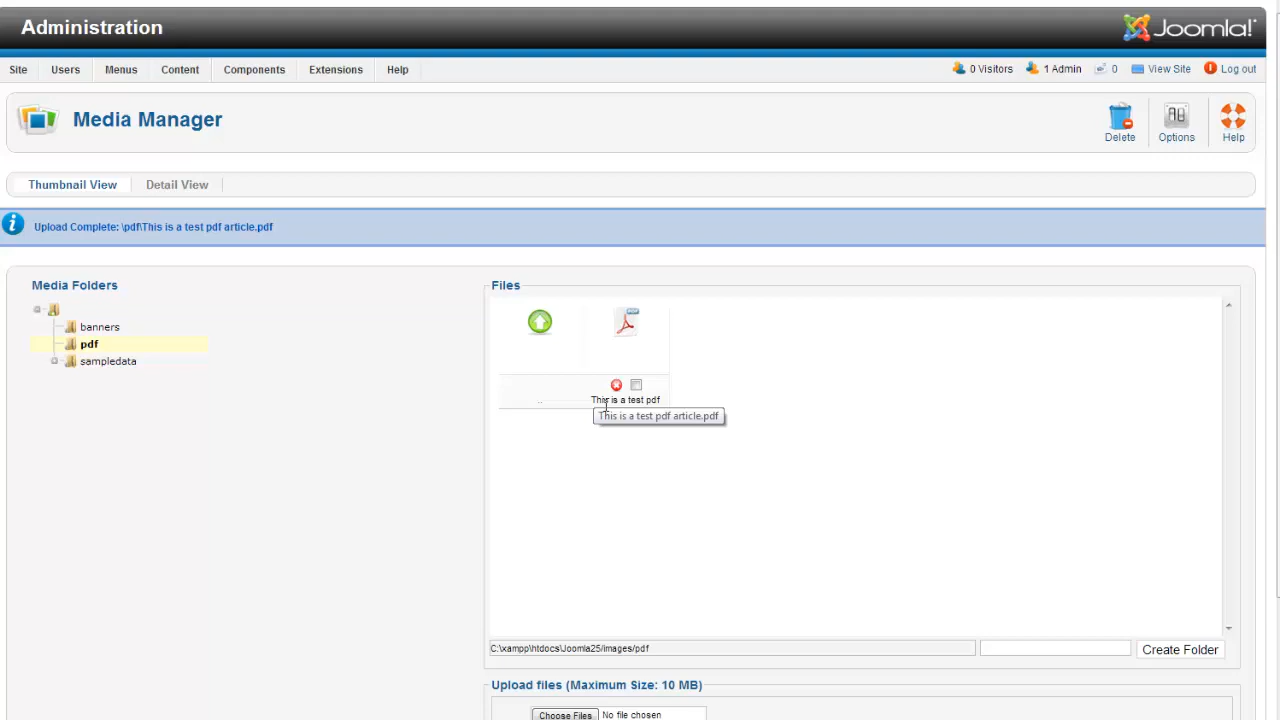 Administration
Joomla!
Site Users Menus Content Components Extensions Help
0 Visitors 1 Admin 0 View Site Log out
Media Manager
Delete Options Help
Thumbnail View Detail View
Upload Complete: \pdf\This is a test pdf article.pdf
Media Folders
banners
pdf
sampledata
Files
..
This is a test pdf
This is a test pdf article.pdf
C:\xampp\htdocs\Joomla25/images/pdf
Create Folder
Upload files (Maximum Size: 10 MB)
Choose Files No file chosen